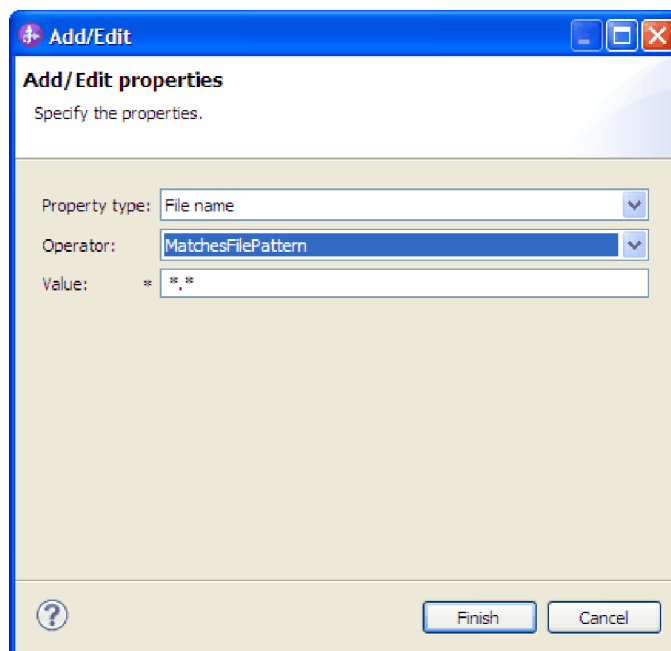 Add/Edit
Add/Edit properties
Specify the properties.
Property type: File name
Operator: MatchesFilePattern
Value: * *.*
?
Finish Cancel